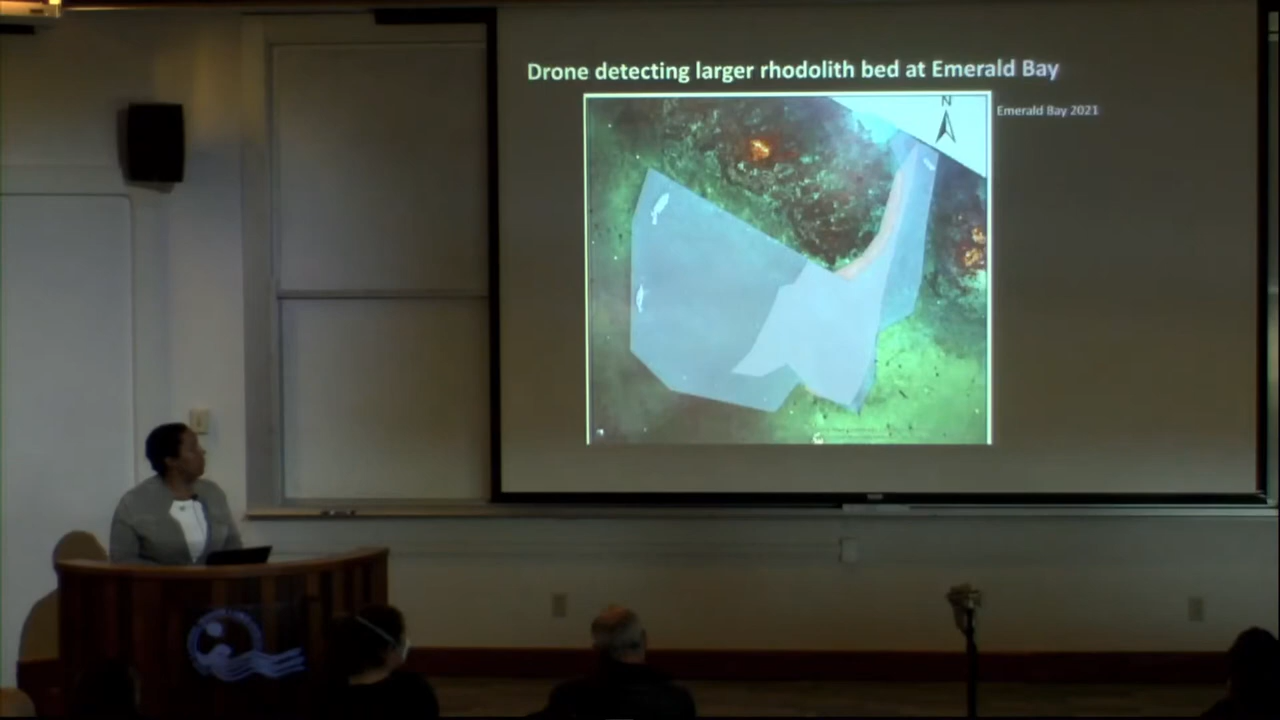 Drone detecting larger rhodolith bed at Emerald Bay
N
Emerald Bay 2021